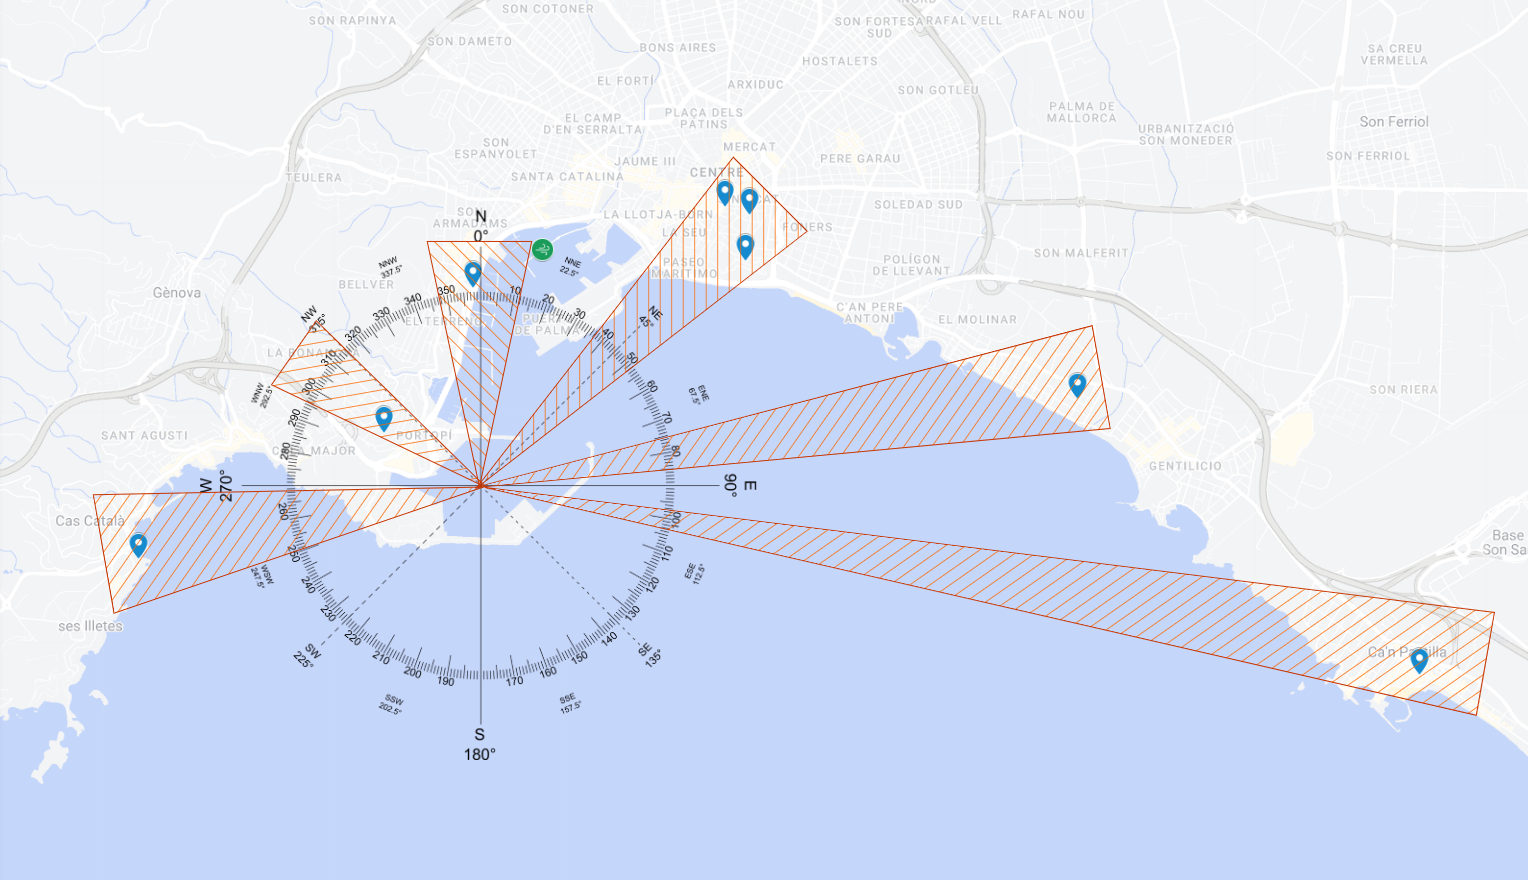 NORD
SON COTONER
SON RAPINYA
SON FORTESA
SUD
RAFAL VELL
RAFAL NOU
SON DAMETO
BONS AIRES
HOSTALETS
SA CREU
VERMELLA
EL FORTÍ
ARXIDUC
SON GOTLEU
PLAÇA DELS
PATINS
PALMA DE
MALLORCA
EL CAMP
D'EN SERRALTA
Son Ferriol
URBANITZACIÓ
SON MONEDER
SON
ESPANYOLET
MERCAT
JAUME III
PERE GARAU
SON FERRIOL
TEULERA
SANTA CATALINA
CENTRE
SOLEDAD SUD
SON
ARMADAMS
N
0°
LA LLOTJA-BORN
LA SEU
FONERS
SON MALFERIT
NNW
337.5°
NNE
22.5°
PASEO
MARITIMO
POLÍGON
DE LLEVANT
BELLVER
Gènova
340
350
10
20
30
C'AN PERE
ANTONI
EL MOLINAR
NW
315°
330
EL TERRENO
PUERTO
DE PALMA
NE
45°
320
40
LA BONANOVA
310
50
WNW
292.5°
300
60
ENE
67.5°
SON RIERA
290
70
SANT AGUSTI
CALA MAJOR
PORTOPÍ
280
80
GENTILICIO
W
270°
90°
E
Cas Català
260
100
Base
Son Sa
250
110
WSW
247.5°
240
120
ESE
112.5°
ses Illetes
230
130
220
140
SW
225°
210
150
SE
135°
Ca'n Pastilla
200
190
170
160
SSW
202.5°
SSE
157.5°
S
180°